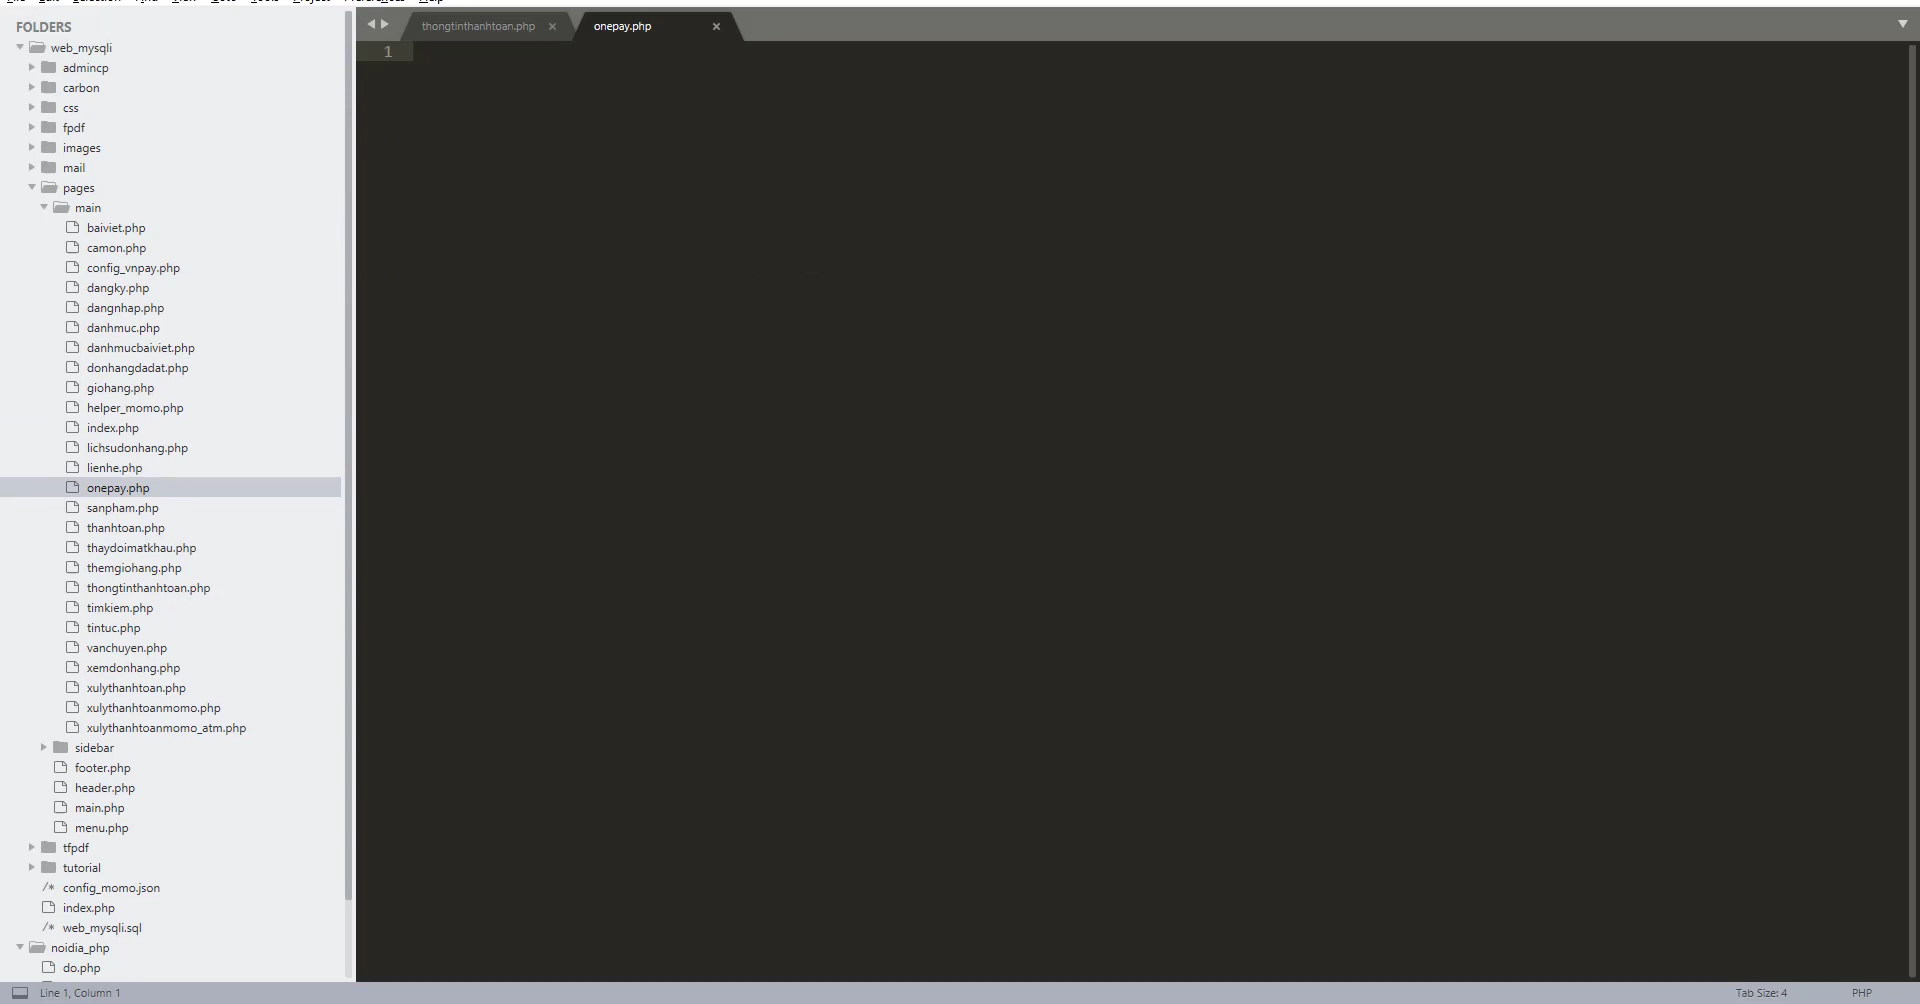 FOLDERS
web_mysqli
admincp
carbon
css
fpdf
images
mail
pages
main
baiviet.php
camon.php
config_vnpay.php
dangky.php
dangnhap.php
danhmuc.php
danhmucbaiviet.php
donhangdadat.php
giohang.php
helper_momo.php
index.php
lichsudonhang.php
lienhe.php
onepay.php
sanpham.php
thanhtoan.php
thaydoimatkhau.php
themgiohang.php
thongtinthanhtoan.php
timkiem.php
tintuc.php
vanchuyen.php
xemdonhang.php
xulythanhtoan.php
xulythanhtoanmomo.php
xulythanhtoanmomo_atm.php
sidebar
footer.php
header.php
main.php
menu.php
tfpdf
tutorial
/* config_momo.json
index.php
/* web_mysqli.sql
noidia_php
do.php
thongtinthanhtoan.php × onepay.php ×
1
Line 1, Column 1 Tab Size: 4 PHP